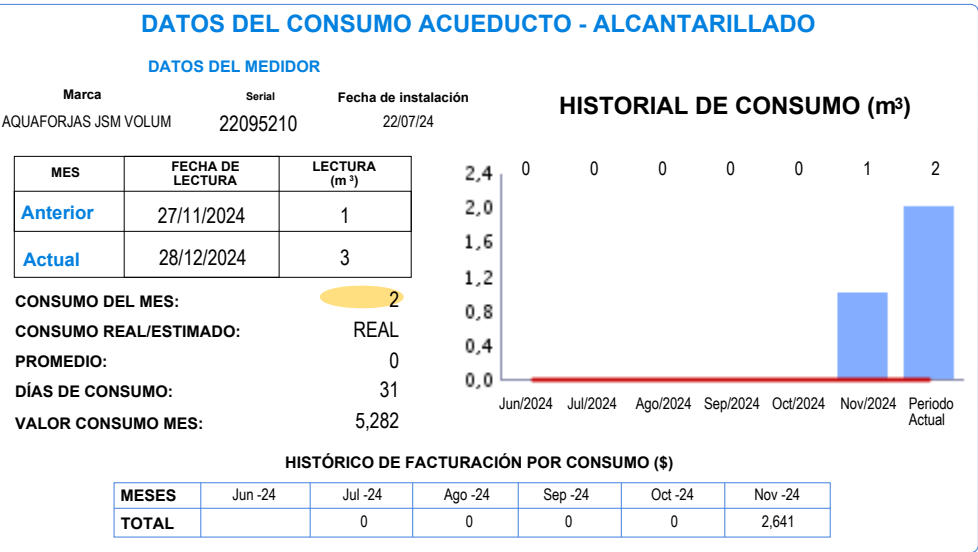 DATOS DEL CONSUMO ACUEDUCTO - ALCANTARILLADO
DATOS DEL MEDIDOR
Marca Serial Fecha de instalación
AQUAFORJAS JSM VOLUM 22095210 22/07/24
MES FECHA DE LECTURA LECTURA (m³)
Anterior 27/11/2024 1
Actual 28/12/2024 3
CONSUMO DEL MES: 2
CONSUMO REAL/ESTIMADO: REAL
PROMEDIO: 0
DÍAS DE CONSUMO: 31
VALOR CONSUMO MES: 5,282
HISTORIAL DE CONSUMO (m³)
0 0 0 0 0 1 2
2,4
2,0
1,6
1,2
0,8
0,4
0,0
Jun/2024 Jul/2024 Ago/2024 Sep/2024 Oct/2024 Nov/2024 Periodo Actual
HISTÓRICO DE FACTURACIÓN POR CONSUMO ($)
MESES Jun -24 Jul -24 Ago -24 Sep -24 Oct -24 Nov -24
TOTAL 0 0 0 0 2,641